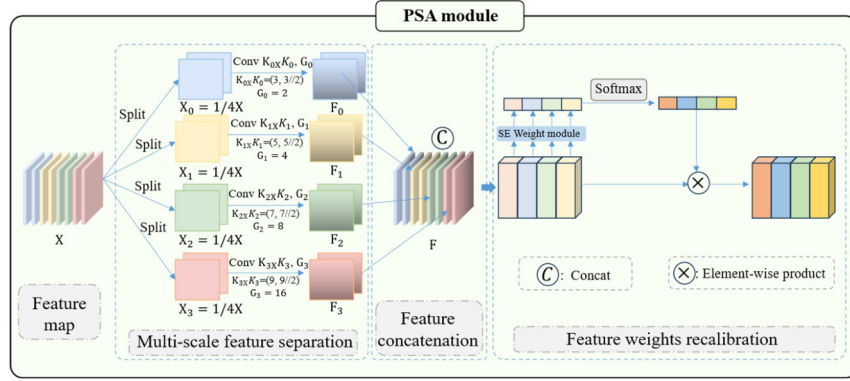 PSA module
Split
Split
Split
Split
X
Feature
map
Conv K₀ₓK₀, G₀
K₀ₓK₀=(3, 3//2)
G₀ = 2
X₀ = 1/4X
F₀
Conv K₁ₓK₁, G₁
K₁ₓK₁=(5, 5//2)
G₁ = 4
X₁ = 1/4X
F₁
Conv K₂ₓK₂, G₂
K₂ₓK₂=(7, 7//2)
G₂ = 8
X₂ = 1/4X
F₂
Conv K₃ₓK₃, G₃
K₃ₓK₃=(9, 9//2)
G₃ = 16
X₃ = 1/4X
F₃
Multi-scale feature separation
C
F
Feature
concatenation
Softmax
SE Weight module
C: Concat
×: Element-wise product
Feature weights recalibration